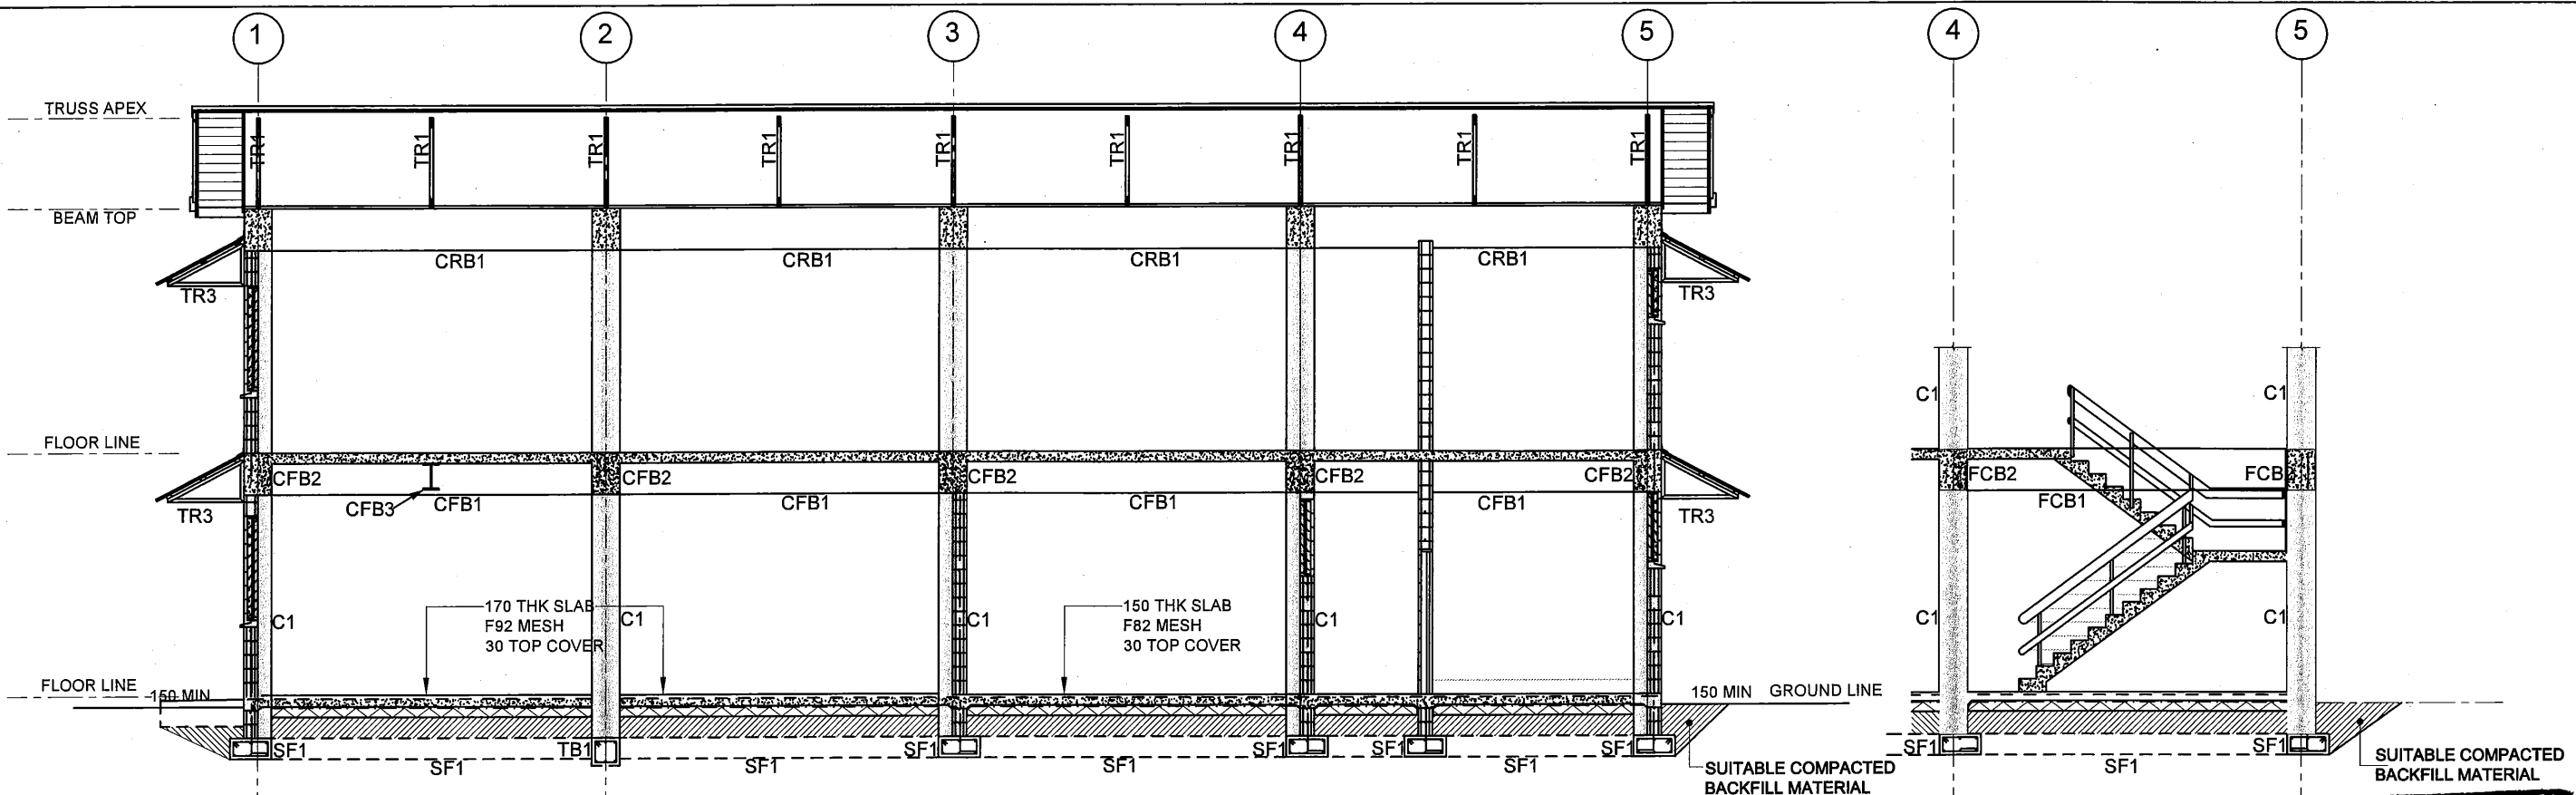 1 2 3 4 5 4 5
TRUSS APEX
TR1 TR1 TR1 TR1 TR1 TR1 TR1 TR1 TR1
BEAM TOP
CRB1 CRB1 CRB1 CRB1
TR3 TR3
C1 C1
FLOOR LINE
CFB2 CFB2 CFB2 CFB2 CFB2 FCB2 FCB
CFB3 CFB1 CFB1 CFB1 CFB1 FCB1
TR3 TR3
170 THK SLAB
F92 MESH
30 TOP COVER
150 THK SLAB
F82 MESH
30 TOP COVER
C1 C1 C1 C1 C1 C1 C1
FLOOR LINE
150 MIN
150 MIN GROUND LINE
SF1 TB1 SF1 SF1 SF1 SF1 SF1 SF1
SF1 SF1 SF1 SF1 SF1
SUITABLE COMPACTED
BACKFILL MATERIAL
SUITABLE COMPACTED
BACKFILL MATERIAL